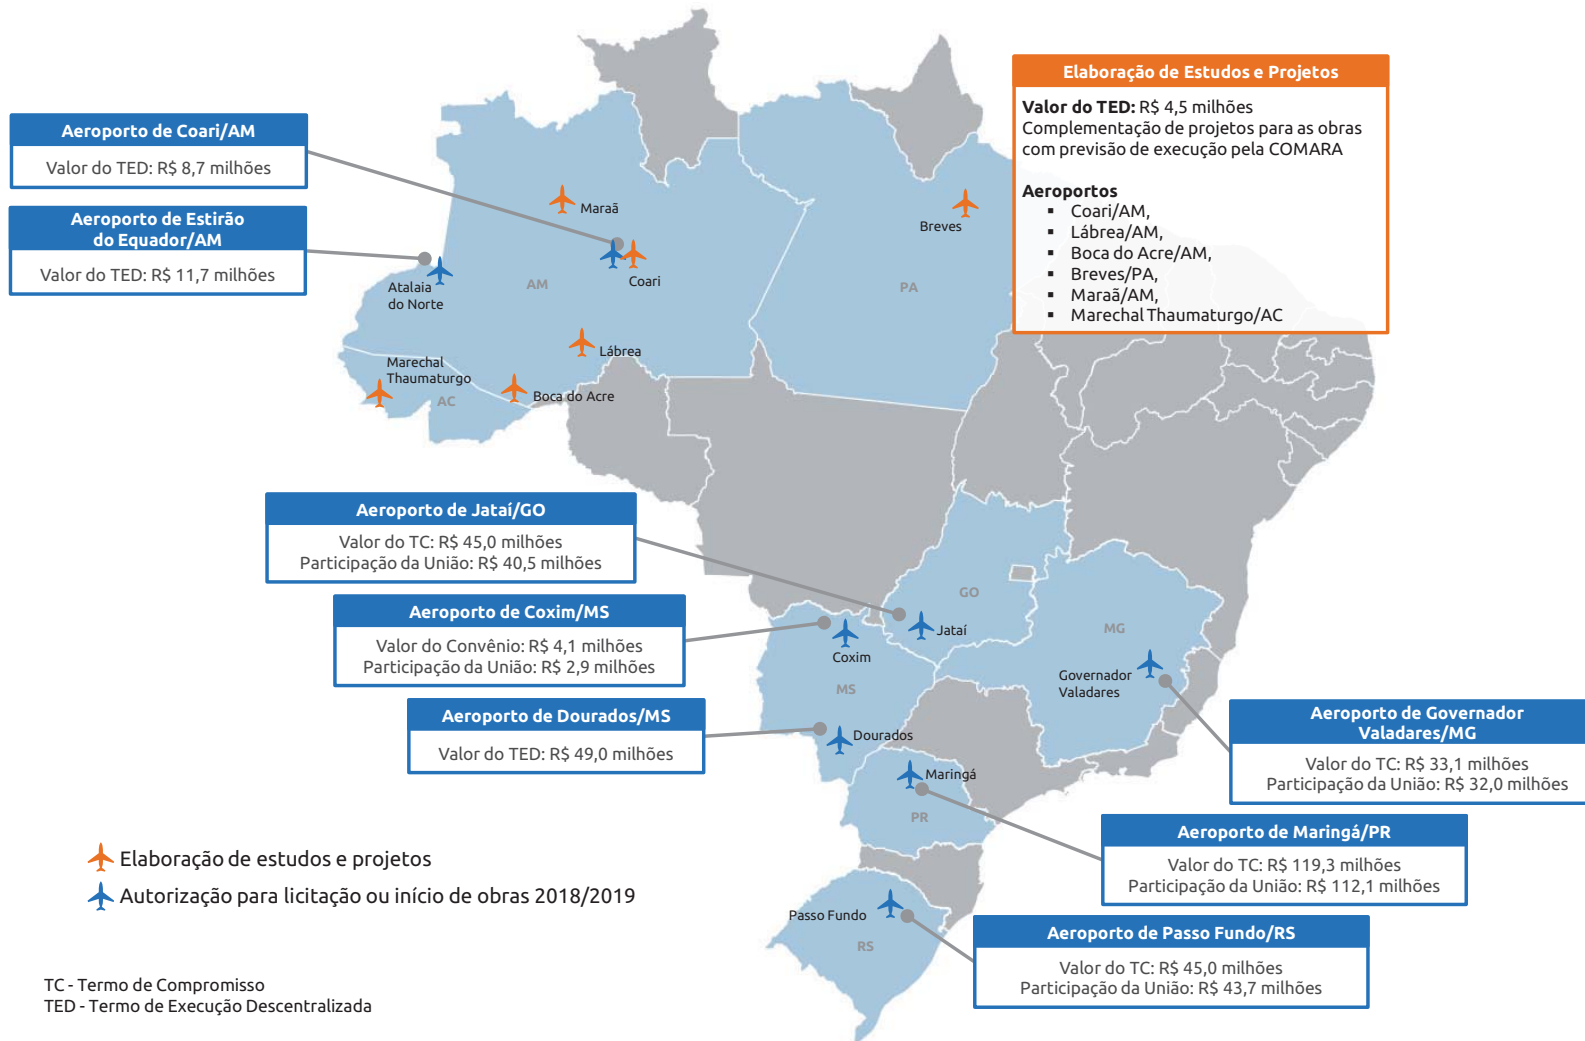 Elaboração de Estudos e Projetos
Valor do TED: R$ 4,5 milhões
Complementação de projetos para as obras
com previsão de execução pela COMARA
Aeroportos
▪ Coari/AM,
▪ Lábrea/AM,
▪ Boca do Acre/AM,
▪ Breves/PA,
▪ Maraã/AM,
▪ Marechal Thaumaturgo/AC
Aeroporto de Coari/AM
Valor do TED: R$ 8,7 milhões
Aeroporto de Estirão
do Equador/AM
Valor do TED: R$ 11,7 milhões
Maraã
Breves
Coari
Atalaia
do Norte
AM
PA
Lábrea
Marechal
Thaumaturgo
AC
Boca do Acre
Aeroporto de Jataí/GO
Valor do TC: R$ 45,0 milhões
Participação da União: R$ 40,5 milhões
Aeroporto de Coxim/MS
Valor do Convênio: R$ 4,1 milhões
Participação da União: R$ 2,9 milhões
Aeroporto de Dourados/MS
Valor do TED: R$ 49,0 milhões
GO
Jataí
MG
Coxim
Governador
Valadares
MS
Dourados
Maringá
PR
Aeroporto de Governador
Valadares/MG
Valor do TC: R$ 33,1 milhões
Participação da União: R$ 32,0 milhões
Aeroporto de Maringá/PR
Valor do TC: R$ 119,3 milhões
Participação da União: R$ 112,1 milhões
Passo Fundo
RS
Aeroporto de Passo Fundo/RS
Valor do TC: R$ 45,0 milhões
Participação da União: R$ 43,7 milhões
Elaboração de estudos e projetos
Autorização para licitação ou início de obras 2018/2019
TC - Termo de Compromisso
TED - Termo de Execução Descentralizada